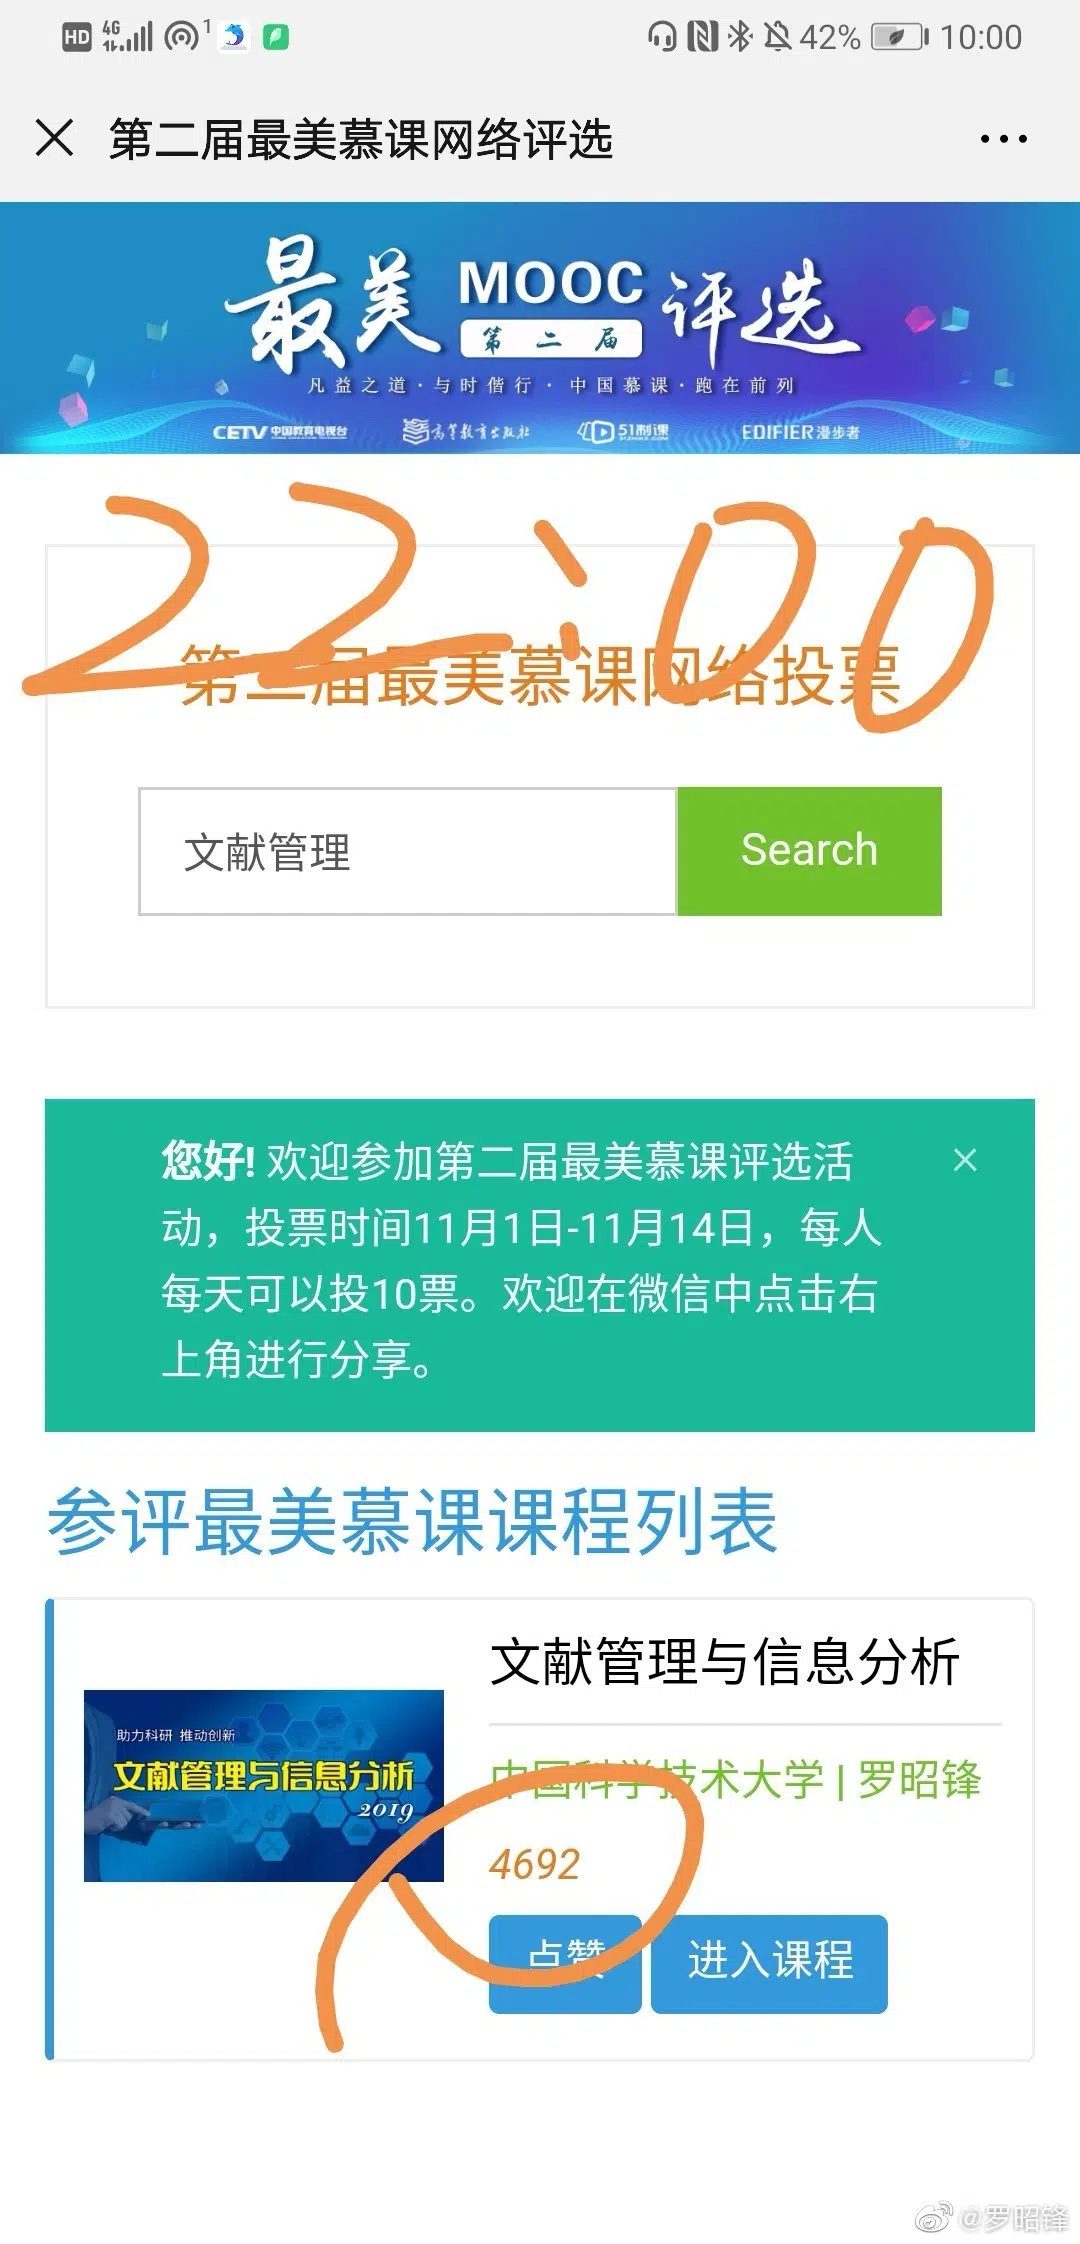 HD 4G 1 42% 10:00
第二届最美慕课网络评选
最美 MOOC 评选
第二届
凡益之道·与时偕行·中国慕课·跑在前列
CETV 中国教育电视台 高等教育出版社 51制课 51ZHIKE.COM EDIFIER漫步者
22:00
第二届最美慕课网络投票
文献管理 Search
您好! 欢迎参加第二届最美慕课评选活
动，投票时间11月1日-11月14日，每人
每天可以投10票。欢迎在微信中点击右
上角进行分享。
参评最美慕课课程列表
文献管理与信息分析
助力科研 推动创新
文献管理与信息分析
2019
中国科学技术大学 | 罗昭锋
4692
点赞 进入课程
@罗昭锋